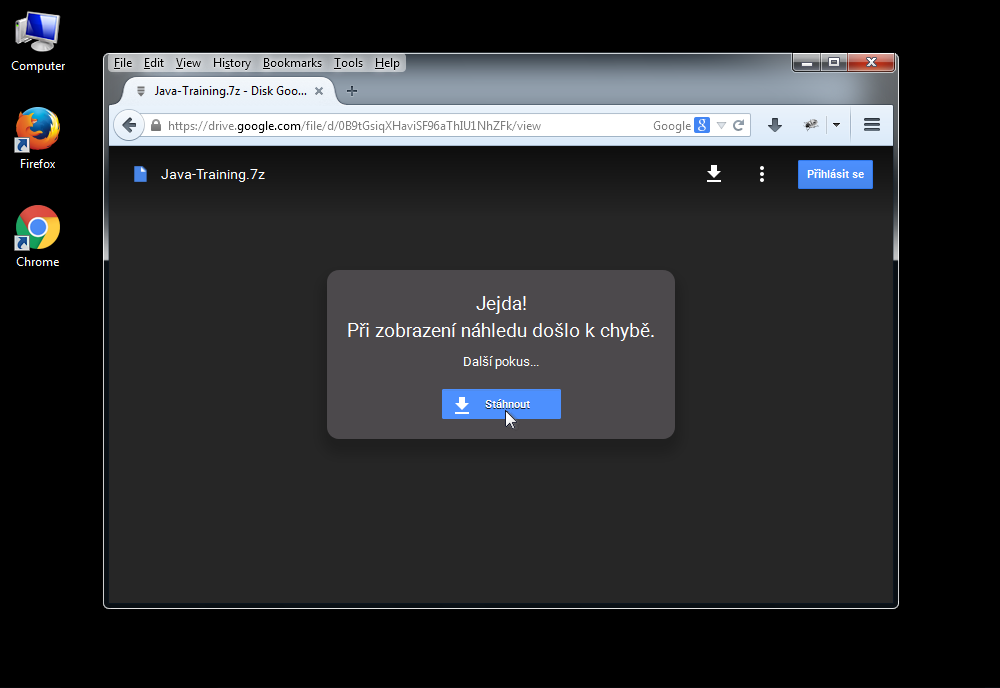 Computer
Firefox
Chrome
File Edit View History Bookmarks Tools Help
Java-Training.7z - Disk Goo...
https://drive.google.com/file/d/0B9tGsiqXHaviSF96aThIU1NhZFk/view
Google 8
Java-Training.7z
Přihlásit se
Jejda!
Při zobrazení náhledu došlo k chybě.
Další pokus...
Stáhnout